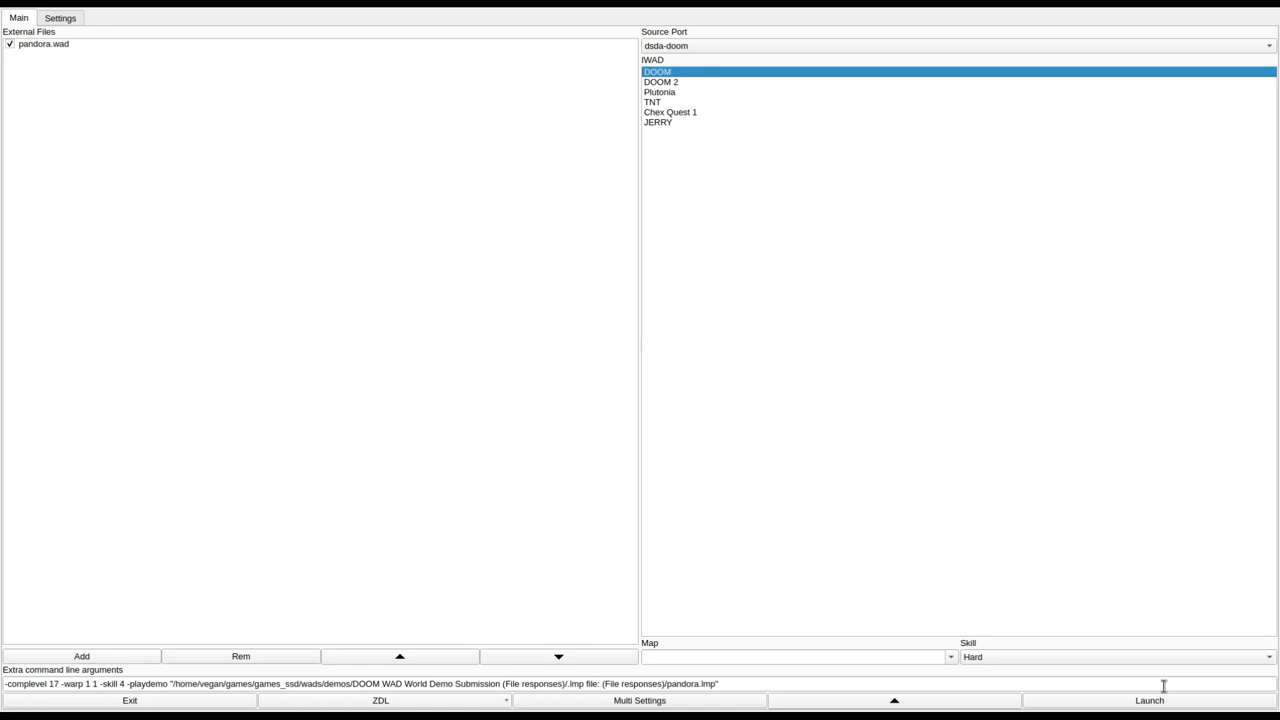 Main Settings
External Files
pandora.wad
Source Port
dsda-doom
IWAD
DOOM
DOOM 2
Plutonia
TNT
Chex Quest 1
JERRY
Add Rem
Map Skill
Hard
Extra command line arguments
-complevel 17 -warp 1 1 -skill 4 -playdemo "/home/vegan/games/games_ssd/wads/demos/DOOM WAD World Demo Submission (File responses)/.lmp file: (File responses)/pandora.lmp"
Exit ZDL Multi Settings Launch